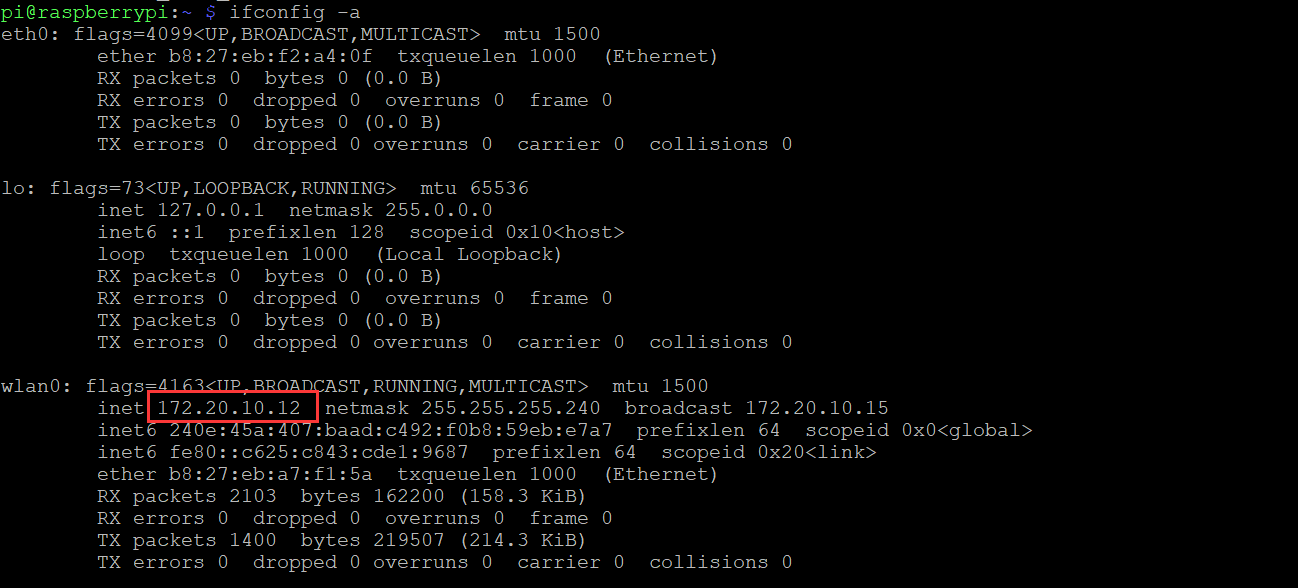 pi@raspberrypi:~ $ ifconfig -a
eth0: flags=4099<UP,BROADCAST,MULTICAST>  mtu 1500
        ether b8:27:eb:f2:a4:0f  txqueuelen 1000  (Ethernet)
        RX packets 0  bytes 0 (0.0 B)
        RX errors 0  dropped 0  overruns 0  frame 0
        TX packets 0  bytes 0 (0.0 B)
        TX errors 0  dropped 0 overruns 0  carrier 0  collisions 0

lo: flags=73<UP,LOOPBACK,RUNNING>  mtu 65536
        inet 127.0.0.1  netmask 255.0.0.0
        inet6 ::1  prefixlen 128  scopeid 0x10<host>
        loop  txqueuelen 1000  (Local Loopback)
        RX packets 0  bytes 0 (0.0 B)
        RX errors 0  dropped 0  overruns 0  frame 0
        TX packets 0  bytes 0 (0.0 B)
        TX errors 0  dropped 0 overruns 0  carrier 0  collisions 0

wlan0: flags=4163<UP,BROADCAST,RUNNING,MULTICAST>  mtu 1500
        inet 172.20.10.12  netmask 255.255.255.240  broadcast 172.20.10.15
        inet6 240e:45a:407:baad:c492:f0b8:59eb:e7a7  prefixlen 64  scopeid 0x0<global>
        inet6 fe80::c625:c843:cde1:9687  prefixlen 64  scopeid 0x20<link>
        ether b8:27:eb:a7:f1:5a  txqueuelen 1000  (Ethernet)
        RX packets 2103  bytes 162200 (158.3 KiB)
        RX errors 0  dropped 0  overruns 0  frame 0
        TX packets 1400  bytes 219507 (214.3 KiB)
        TX errors 0  dropped 0 overruns 0  carrier 0  collisions 0